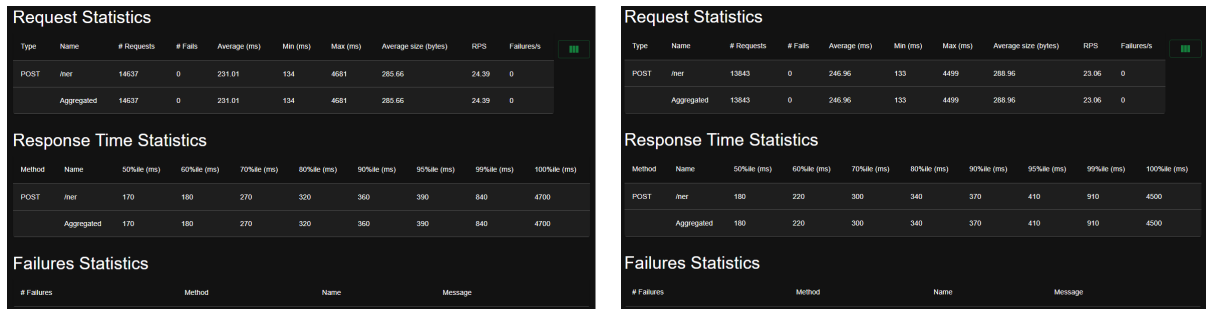 Request Statistics
Type Name # Requests # Fails Average (ms) Min (ms) Max (ms) Average size (bytes) RPS Failures/s
POST /ner 14637 0 231.01 134 4681 285.66 24.39 0
Aggregated 14637 0 231.01 134 4681 285.66 24.39 0
Response Time Statistics
Method Name 50%ile (ms) 60%ile (ms) 70%ile (ms) 80%ile (ms) 90%ile (ms) 95%ile (ms) 99%ile (ms) 100%ile (ms)
POST /ner 170 180 270 320 360 390 840 4700
Aggregated 170 180 270 320 360 390 840 4700
Failures Statistics
# Failures Method Name Message
Request Statistics
Type Name # Requests # Fails Average (ms) Min (ms) Max (ms) Average size (bytes) RPS Failures/s
POST /ner 13843 0 246.96 133 4499 288.96 23.06 0
Aggregated 13843 0 246.96 133 4499 288.96 23.06 0
Response Time Statistics
Method Name 50%ile (ms) 60%ile (ms) 70%ile (ms) 80%ile (ms) 90%ile (ms) 95%ile (ms) 99%ile (ms) 100%ile (ms)
POST /ner 180 220 300 340 370 410 910 4500
Aggregated 180 220 300 340 370 410 910 4500
Failures Statistics
# Failures Method Name Message